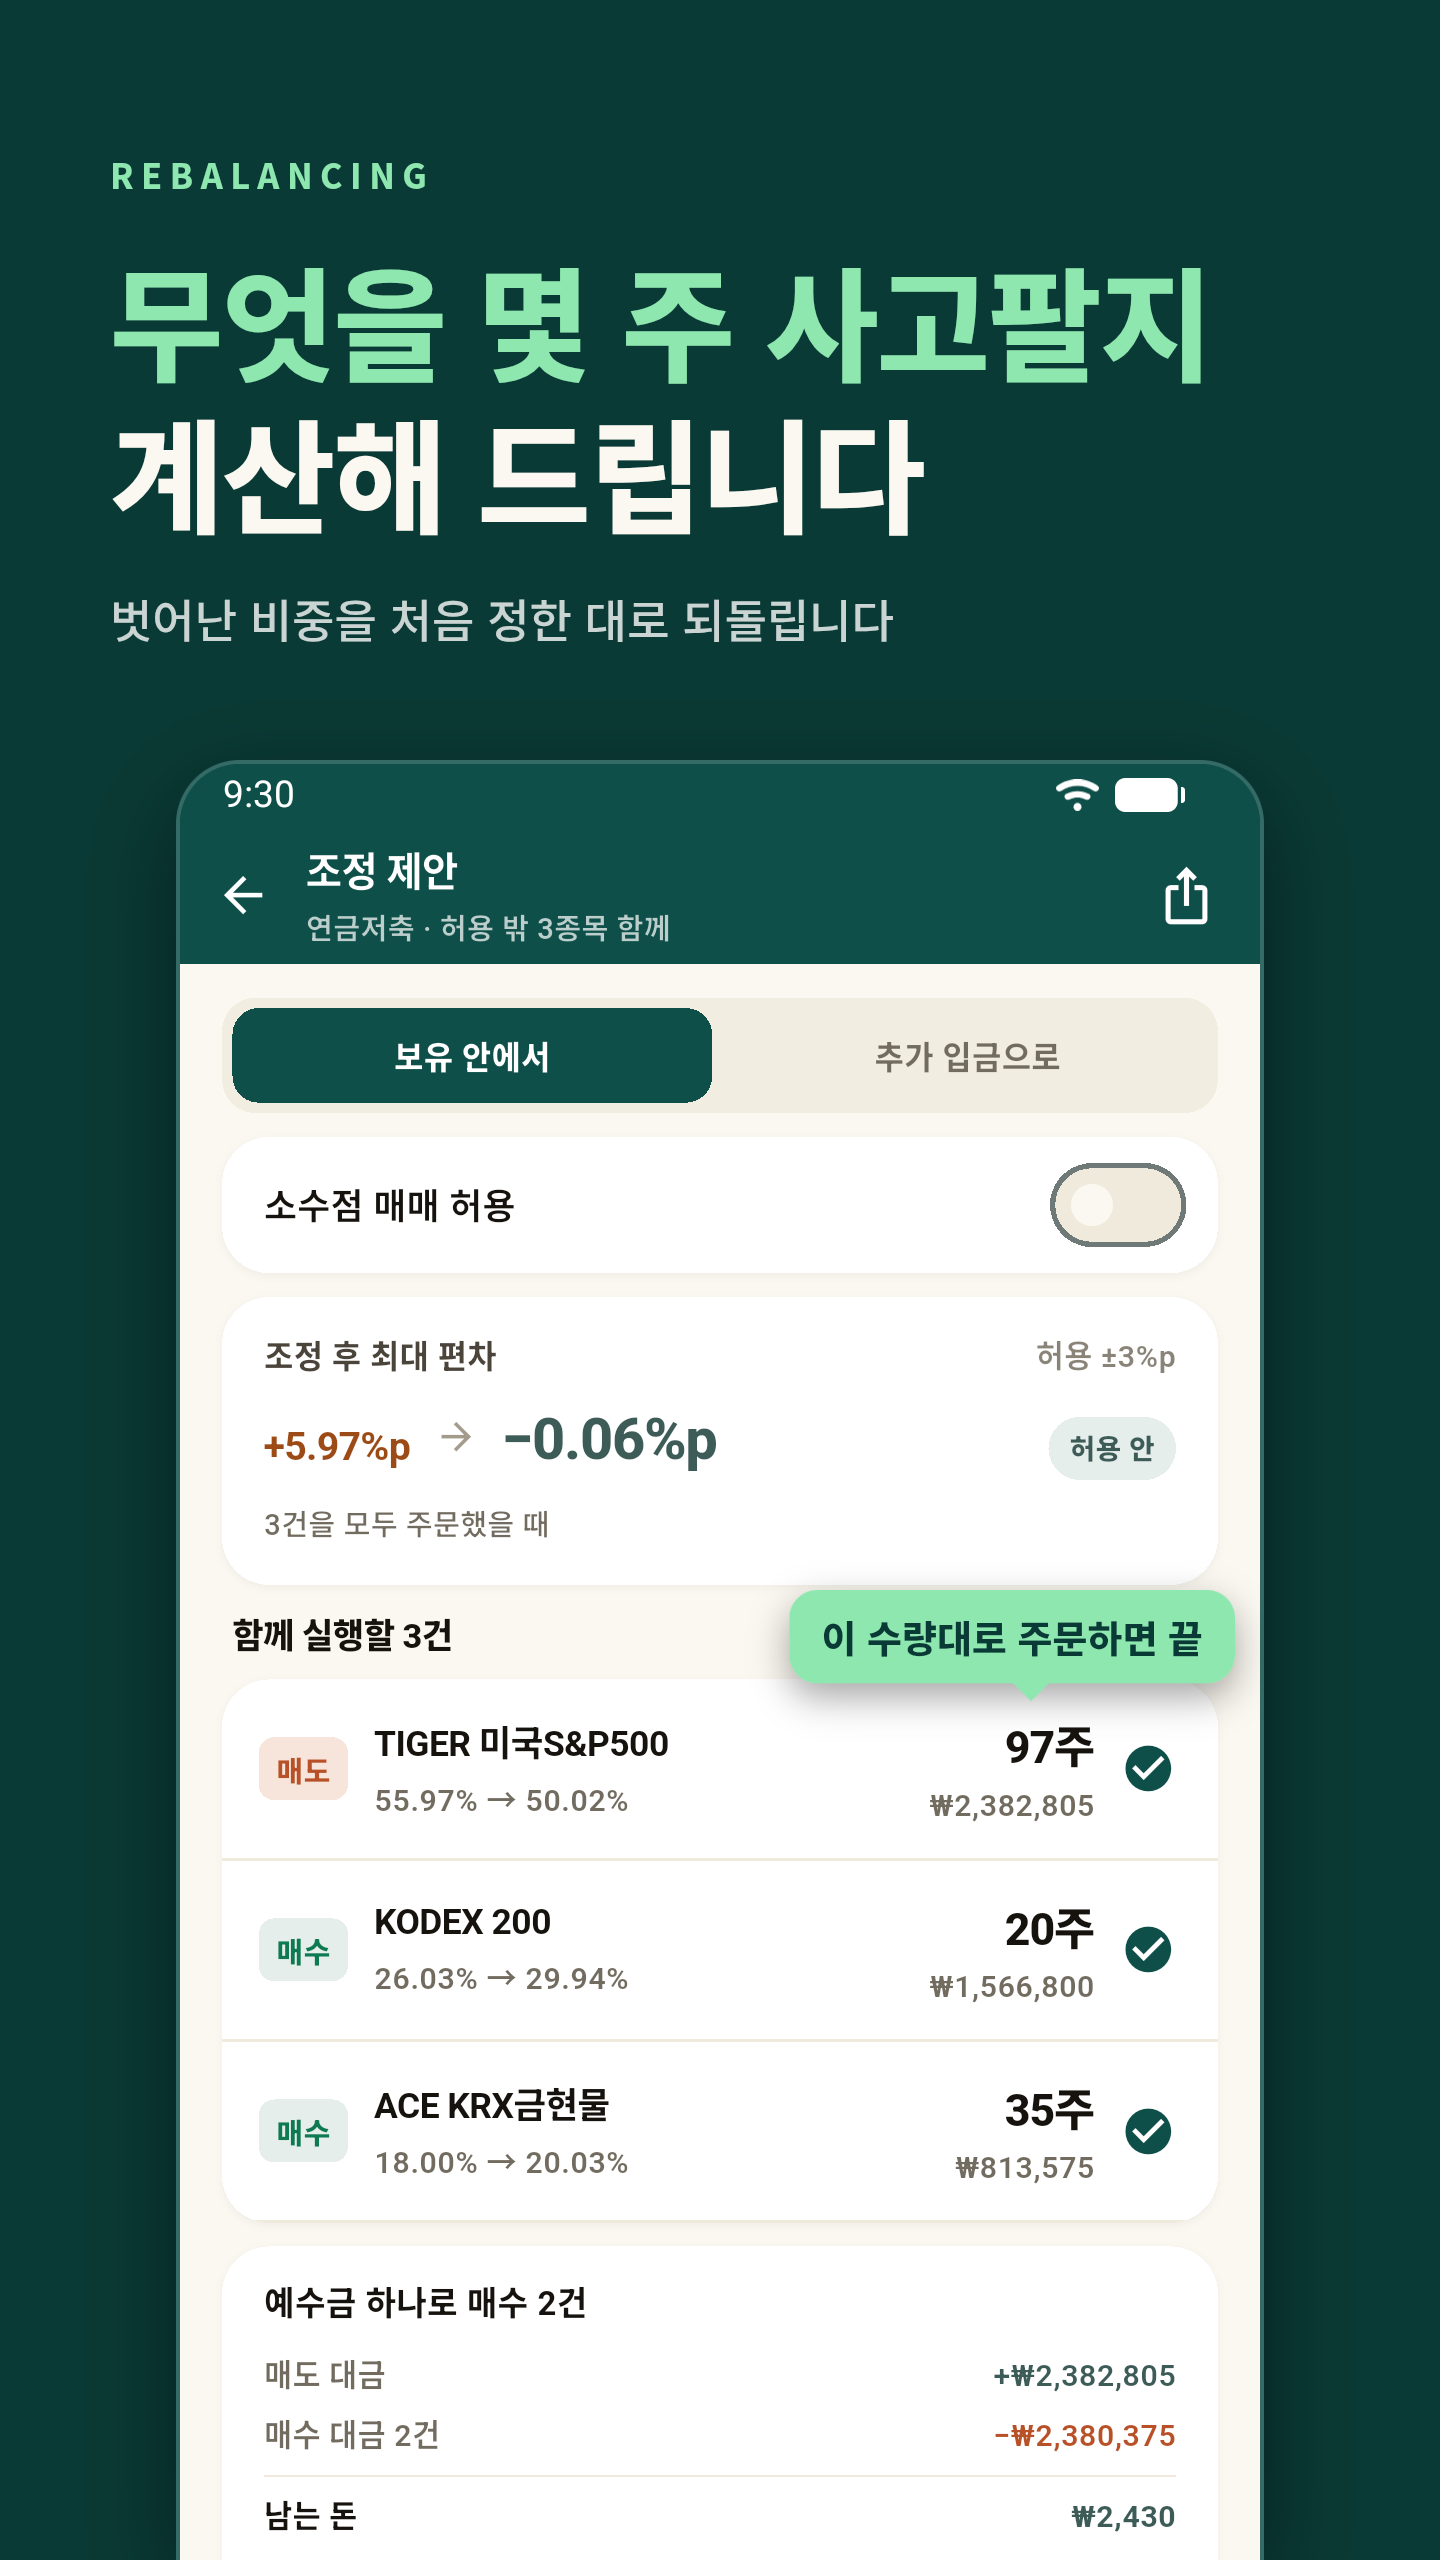 REBALANCING
무엇을 몇 주 사고팔지
계산해 드립니다
벗어난 비중을 처음 정한 대로 되돌립니다
9:30
조정 제안
연금저축 · 허용 밖 3종목 함께
보유 안에서
추가 입금으로
소수점 매매 허용
조정 후 최대 편차
허용 ±3%p
+5.97%p → −0.06%p
허용 안
3건을 모두 주문했을 때
함께 실행할 3건
이 수량대로 주문하면 끝
매도
TIGER 미국S&P500
55.97% → 50.02%
97주
₩2,382,805
매수
KODEX 200
26.03% → 29.94%
20주
₩1,566,800
매수
ACE KRX금현물
18.00% → 20.03%
35주
₩813,575
예수금 하나로 매수 2건
매도 대금
+₩2,382,805
매수 대금 2건
−₩2,380,375
남는 돈
₩2,430